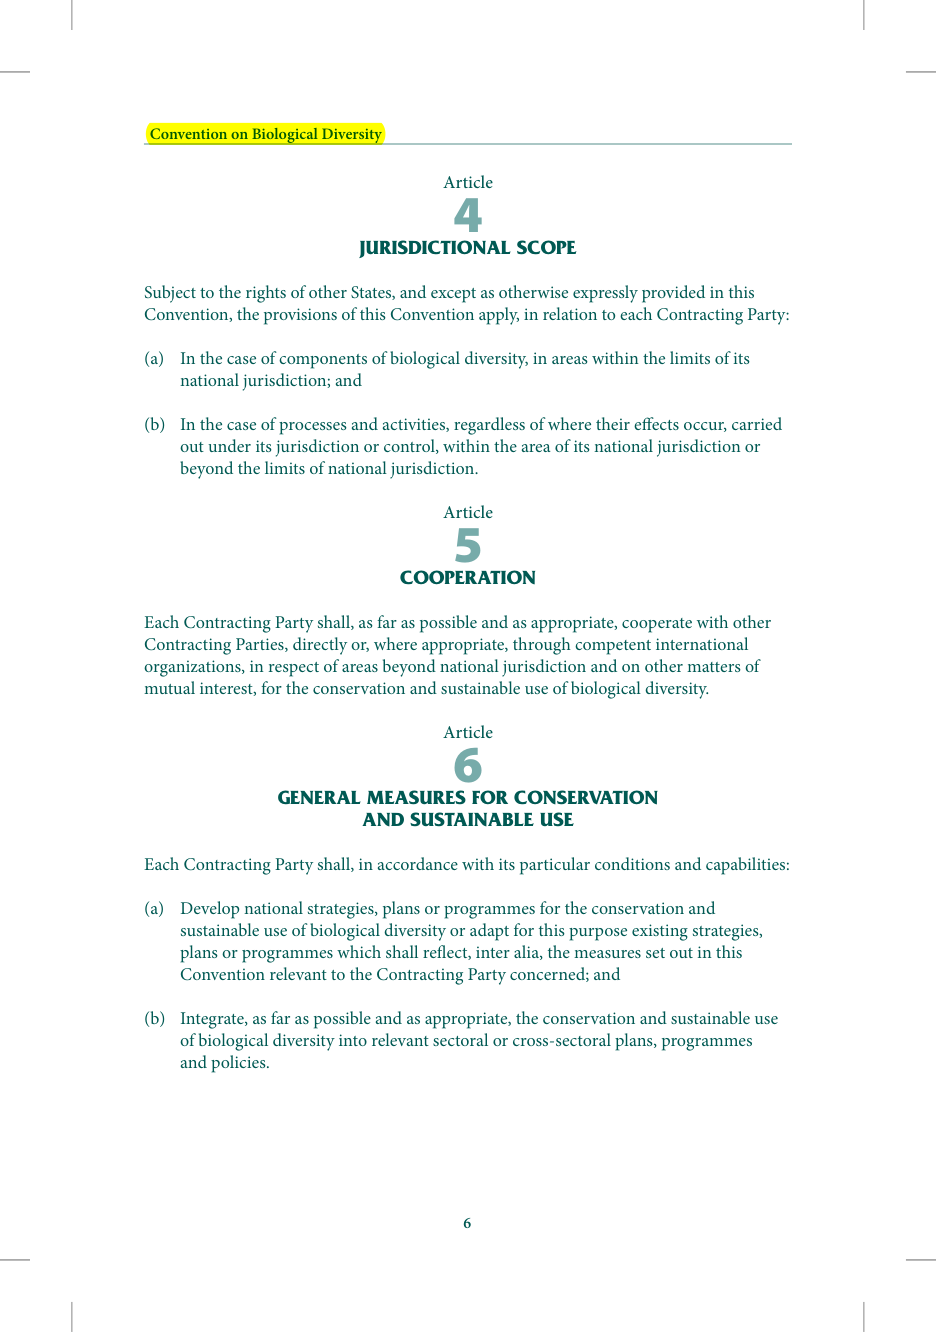 Convention on Biological Diversity
Article
4
JURISDICTIONAL SCOPE
Subject to the rights of other States, and except as otherwise expressly provided in this
Convention, the provisions of this Convention apply, in relation to each Contracting Party:
(a) In the case of components of biological diversity, in areas within the limits of its
national jurisdiction; and
(b) In the case of processes and activities, regardless of where their effects occur, carried
out under its jurisdiction or control, within the area of its national jurisdiction or
beyond the limits of national jurisdiction.
Article
5
COOPERATION
Each Contracting Party shall, as far as possible and as appropriate, cooperate with other
Contracting Parties, directly or, where appropriate, through competent international
organizations, in respect of areas beyond national jurisdiction and on other matters of
mutual interest, for the conservation and sustainable use of biological diversity.
Article
6
GENERAL MEASURES FOR CONSERVATION
AND SUSTAINABLE USE
Each Contracting Party shall, in accordance with its particular conditions and capabilities:
(a) Develop national strategies, plans or programmes for the conservation and
sustainable use of biological diversity or adapt for this purpose existing strategies,
plans or programmes which shall reflect, inter alia, the measures set out in this
Convention relevant to the Contracting Party concerned; and
(b) Integrate, as far as possible and as appropriate, the conservation and sustainable use
of biological diversity into relevant sectoral or cross-sectoral plans, programmes
and policies.
6